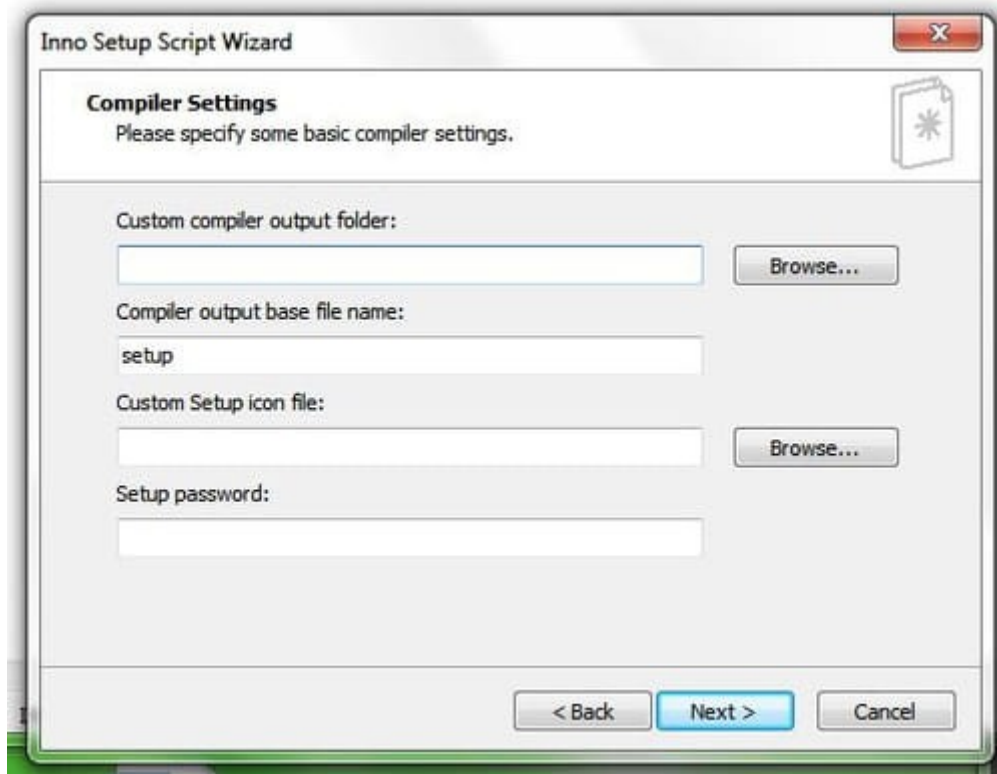 Inno Setup Script Wizard
Compiler Settings
Please specify some basic compiler settings.
Custom compiler output folder:
Browse...
Compiler output base file name:
setup
Custom Setup icon file:
Browse...
Setup password:
< Back
Next >
Cancel